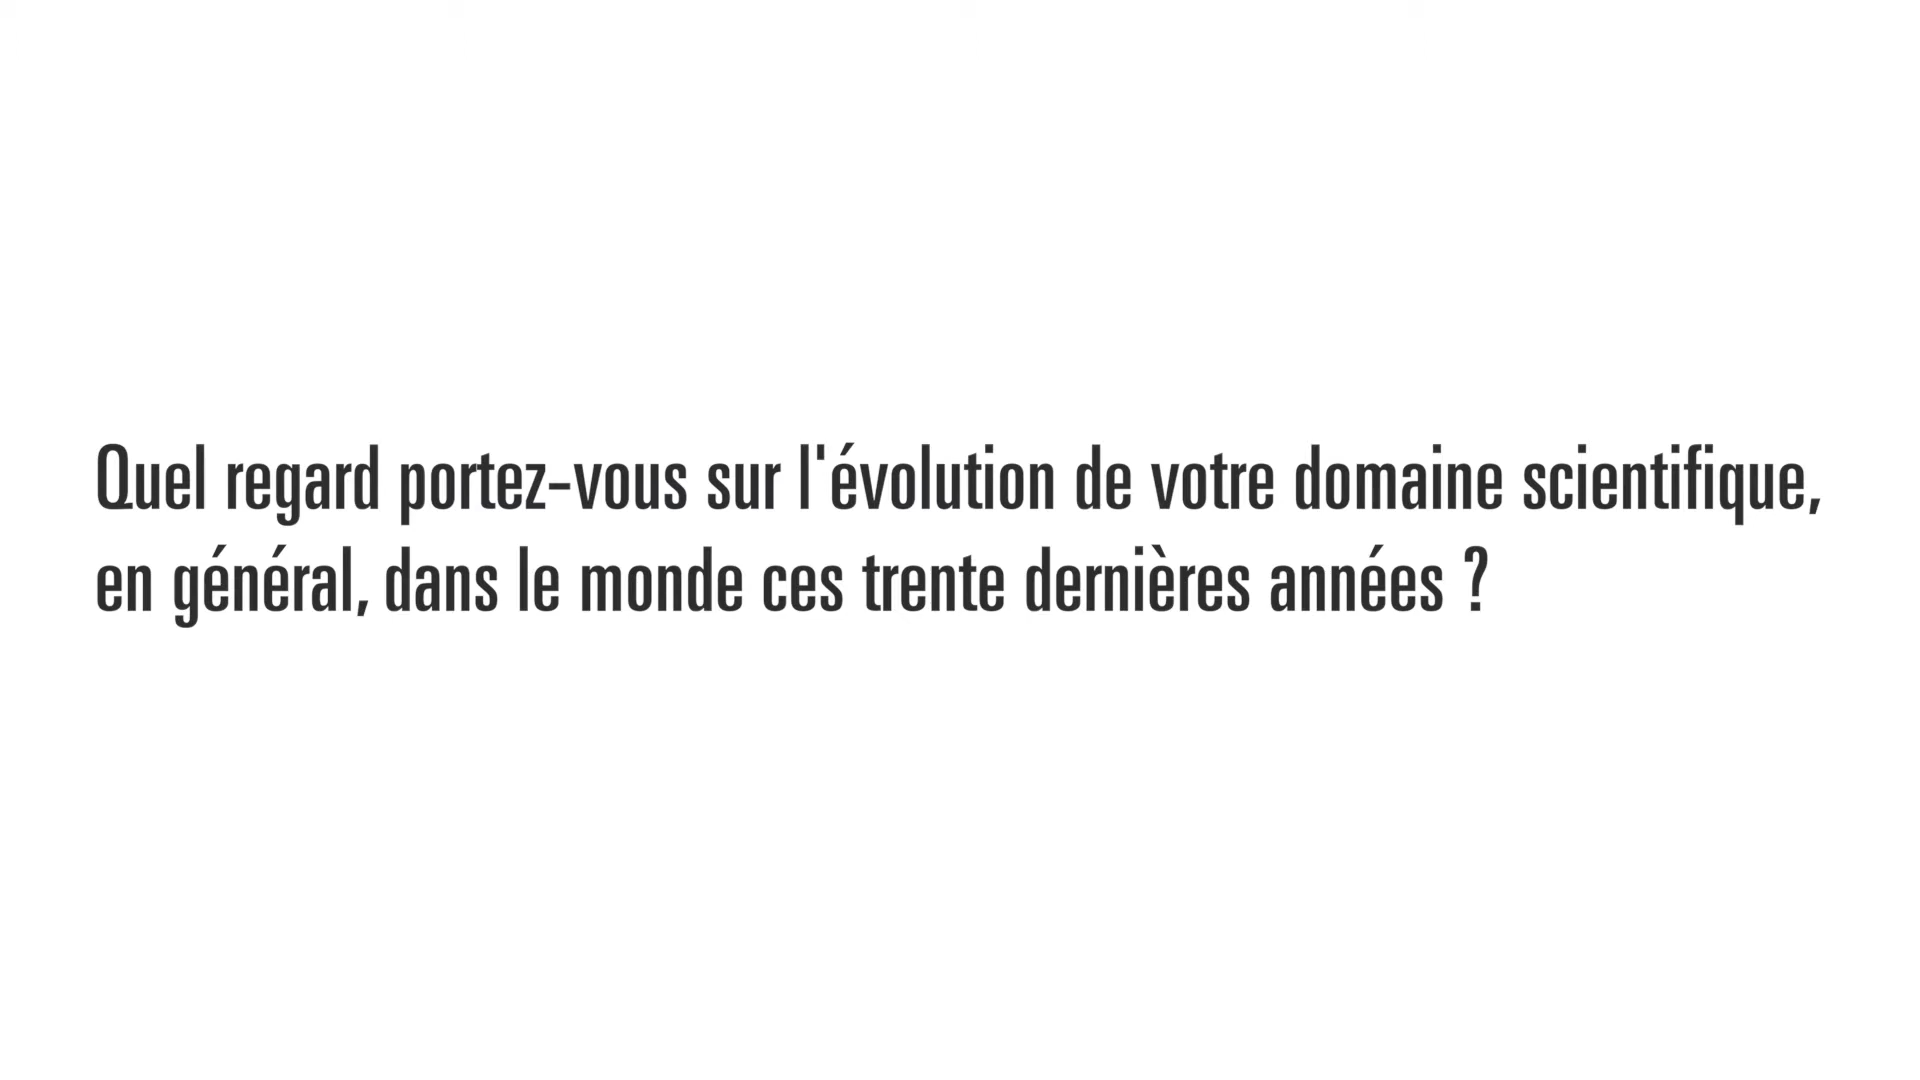 Quel regard portez-vous sur l'évolution de votre domaine scientifique,
en général, dans le monde ces trente dernières années ?